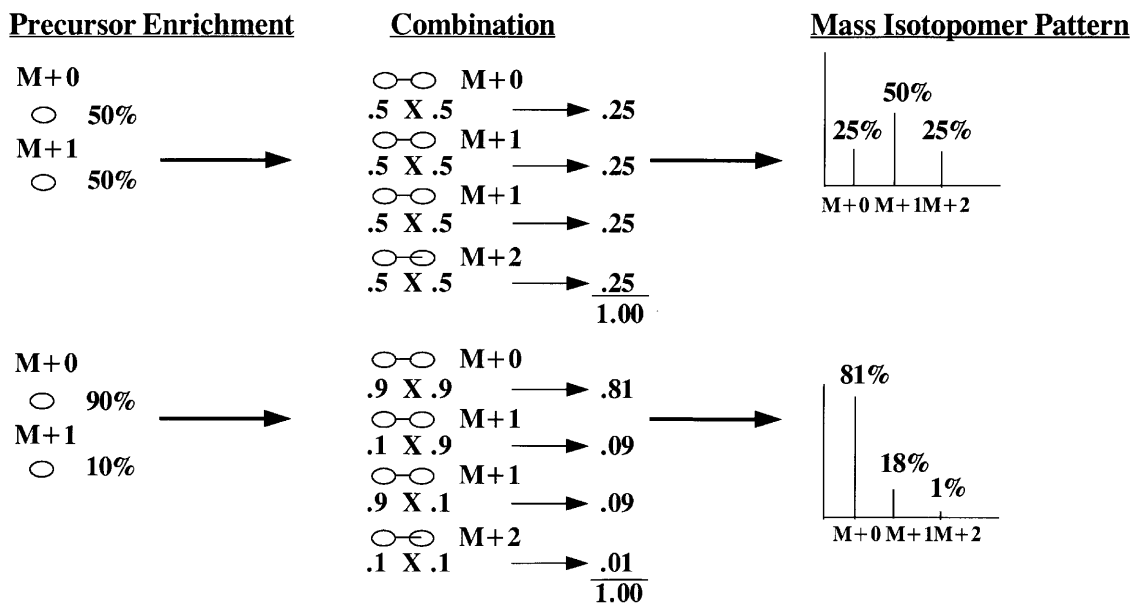 Precursor Enrichment
Combination
Mass Isotopomer Pattern
M+0
50%
M+1
50%
M+0
.5 X .5
.25
M+1
.5 X .5
.25
M+1
.5 X .5
.25
M+2
.5 X .5
.25
1.00
50%
25%
25%
M+0 M+1M+2
M+0
90%
M+1
10%
M+0
.9 X .9
.81
M+1
.1 X .9
.09
M+1
.9 X .1
.09
M+2
.1 X .1
.01
1.00
81%
18%
1%
M+0 M+1M+2